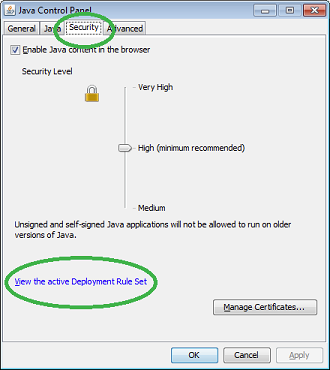 Java Control Panel
General Java Security Advanced
Enable Java content in the browser
Security Level
Very High
High (minimum recommended)
Medium
Unsigned and self-signed Java applications will not be allowed to run on older
versions of Java.
View the active Deployment Rule Set
Manage Certificates...
OK Cancel Apply